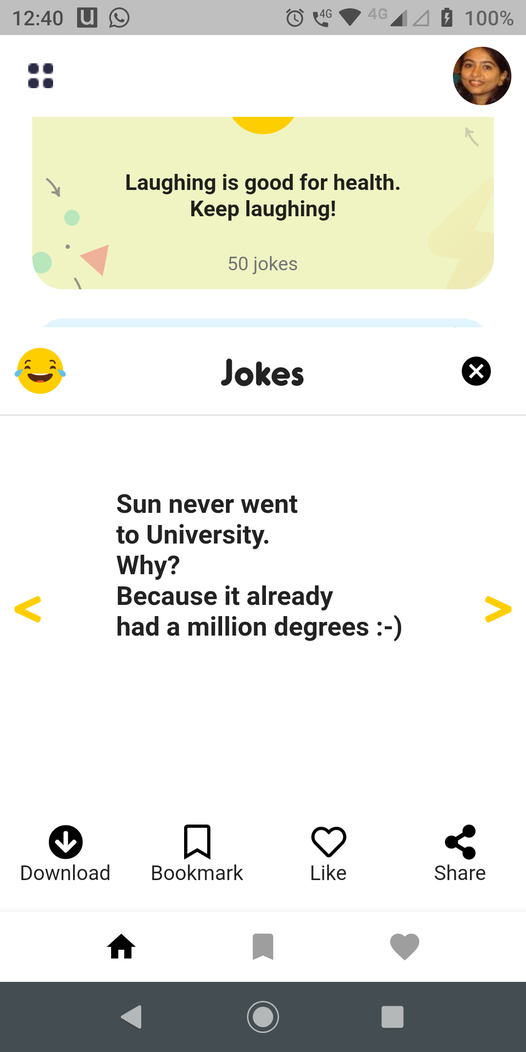 12:40
4G
4G
100%
Laughing is good for health.
Keep laughing!
50 jokes
Jokes
Sun never went
to University.
Why?
Because it already
had a million degrees :-)
<
>
Download
Bookmark
Like
Share